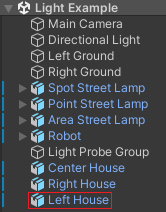 Light Example
Main Camera
Directional Light
Left Ground
Right Ground
Spot Street Lamp
Point Street Lamp
Area Street Lamp
Robot
Light Probe Group
Center House
Right House
Left House